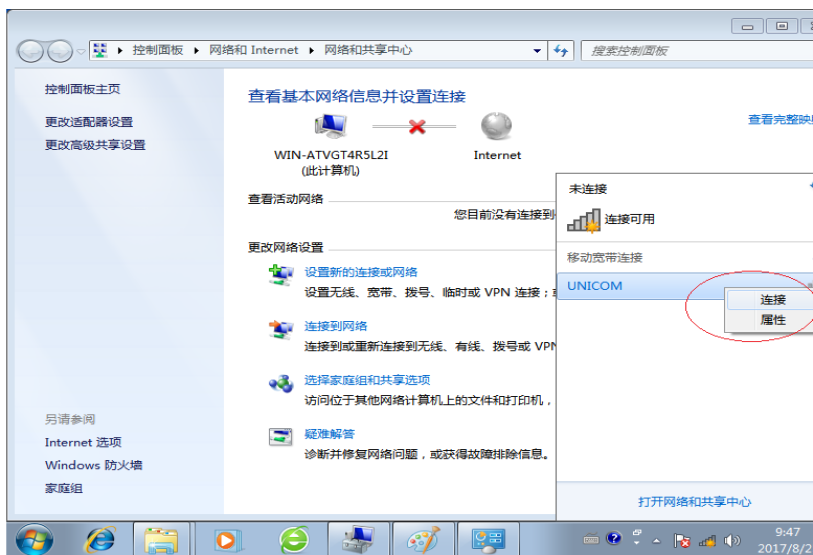 控制面板 网络和 Internet 网络和共享中心
搜索控制面板
控制面板主页
更改适配器设置
更改高级共享设置
查看基本网络信息并设置连接
查看完整映
WIN-ATVGT4R5L2I
(此计算机)
Internet
查看活动网络
您目前没有连接到
更改网络设置
设置新的连接或网络
设置无线、宽带、拨号、临时或 VPN 连接；
连接到网络
连接到或重新连接到无线、有线、拨号或 VPN
选择家庭组和共享选项
访问位于其他网络计算机上的文件和打印机，
疑难解答
诊断并修复网络问题，或获得故障排除信息。
另请参阅
Internet 选项
Windows 防火墙
家庭组
未连接
连接可用
移动宽带连接
UNICOM
连接
属性
打开网络和共享中心
9:47
2017/8/2